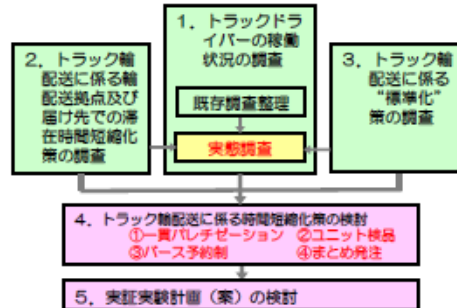 1．トラックドラ
イバーの稼働
状況の調査
既存調査整理
実態調査
2．トラック輸
配送に係る輸
配送拠点及び
届け先での滞
在時間短縮化
策の調査
3．トラック輸
配送に係る
“標準化”
策の調査
4．トラック輸配送に係る時間短縮化策の検討
①一貫パレチゼーション ②ユニット検品
③バース予約制 ④まとめ発注
5．実証実験計画（案）の検討